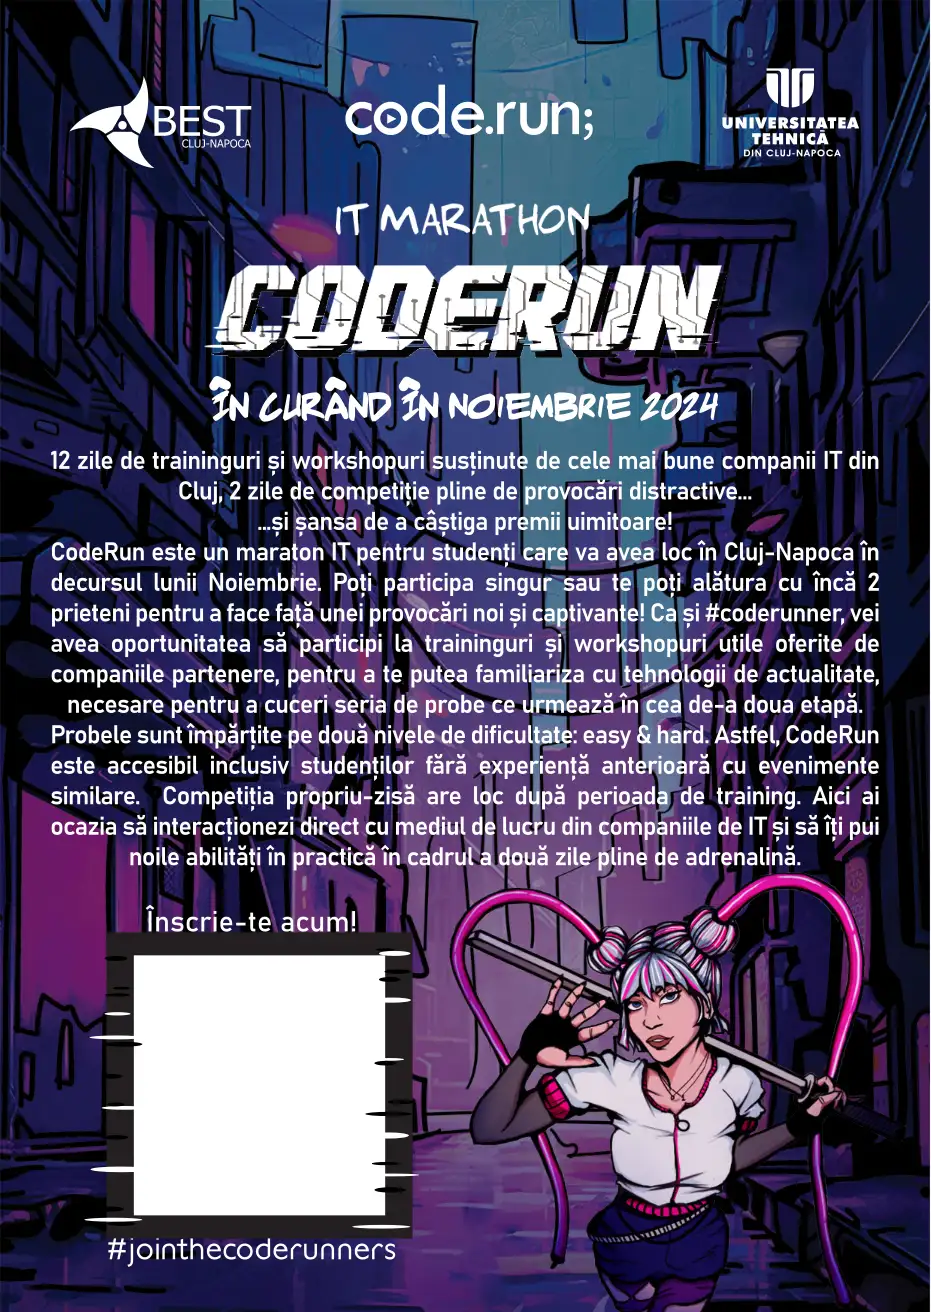 BEST
CLUJ-NAPOCA
code.run;
UNIVERSITATEA
TEHNICĂ
DIN CLUJ-NAPOCA
IT MARATHON
CODERUN
ÎN CURÂND ÎN NOIEMBRIE 2024
12 zile de traininguri și workshopuri susținute de cele mai bune companii IT din
Cluj, 2 zile de competiție pline de provocări distractive...
...și șansa de a câștiga premii uimitoare!
CodeRun este un maraton IT pentru studenți care va avea loc în Cluj-Napoca în
decursul lunii Noiembrie. Poți participa singur sau te poți alătura cu încă 2
prieteni pentru a face față unei provocări noi și captivante! Ca și #coderunner, vei
avea oportunitatea să participi la traininguri și workshopuri utile oferite de
companiile partenere, pentru a te putea familiariza cu tehnologii de actualitate,
necesare pentru a cuceri seria de probe ce urmează în cea de-a doua etapă.
Probele sunt împărțite pe două nivele de dificultate: easy & hard. Astfel, CodeRun
este accesibil inclusiv studenților fără experiență anterioară cu evenimente
similare. Competiția propriu-zisă are loc după perioada de training. Aici ai
ocazia să interacționezi direct cu mediul de lucru din companiile de IT și să îți pui
noile abilități în practică în cadrul a două zile pline de adrenalină.
Înscrie-te acum!
#jointhecoderunners